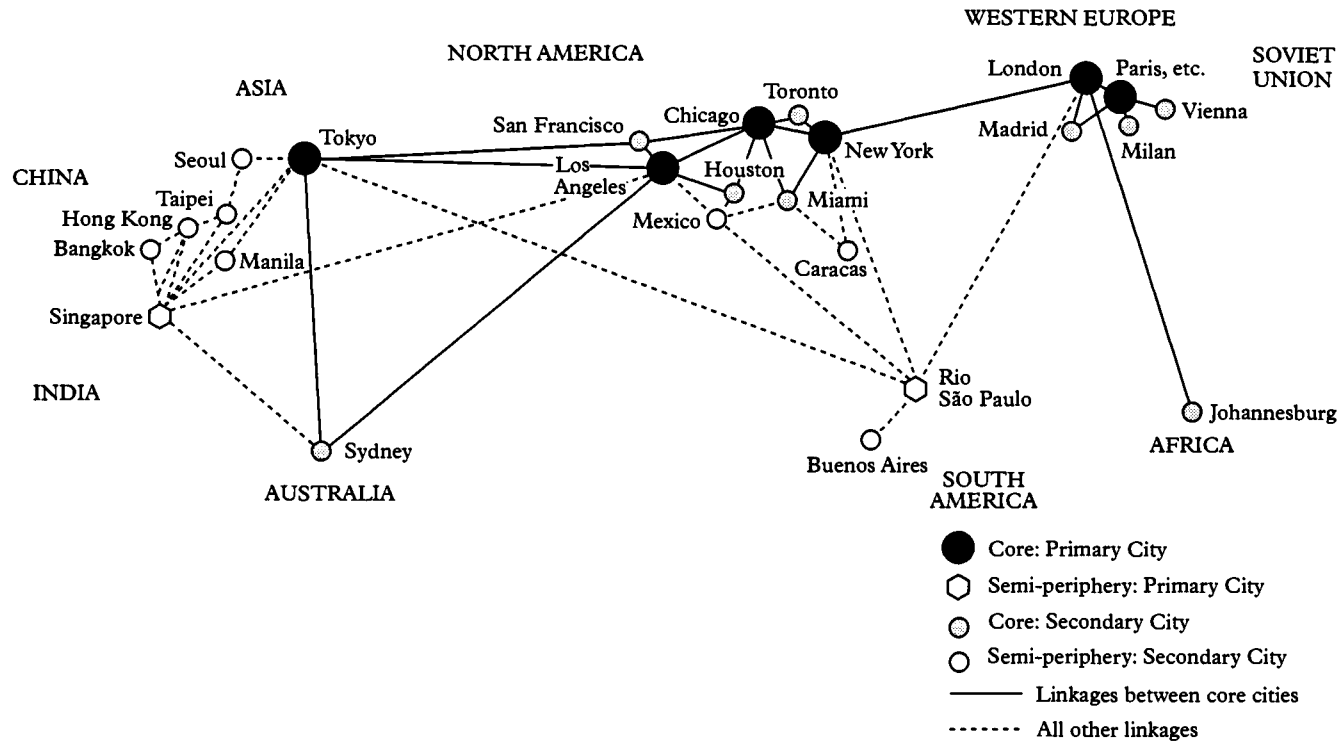 WESTERN EUROPE
NORTH AMERICA
SOVIET
UNION
London
Paris, etc.
ASIA
Toronto
Chicago
San Francisco
Vienna
Tokyo
Madrid
Milan
New York
Seoul
Los
Angeles
Houston
CHINA
Taipei
Miami
Hong Kong
Mexico
Bangkok
Manila
Caracas
Singapore
Rio
São Paulo
INDIA
Johannesburg
Sydney
AFRICA
Buenos Aires
AUSTRALIA
SOUTH
AMERICA
Core: Primary City
Semi-periphery: Primary City
Core: Secondary City
Semi-periphery: Secondary City
Linkages between core cities
All other linkages